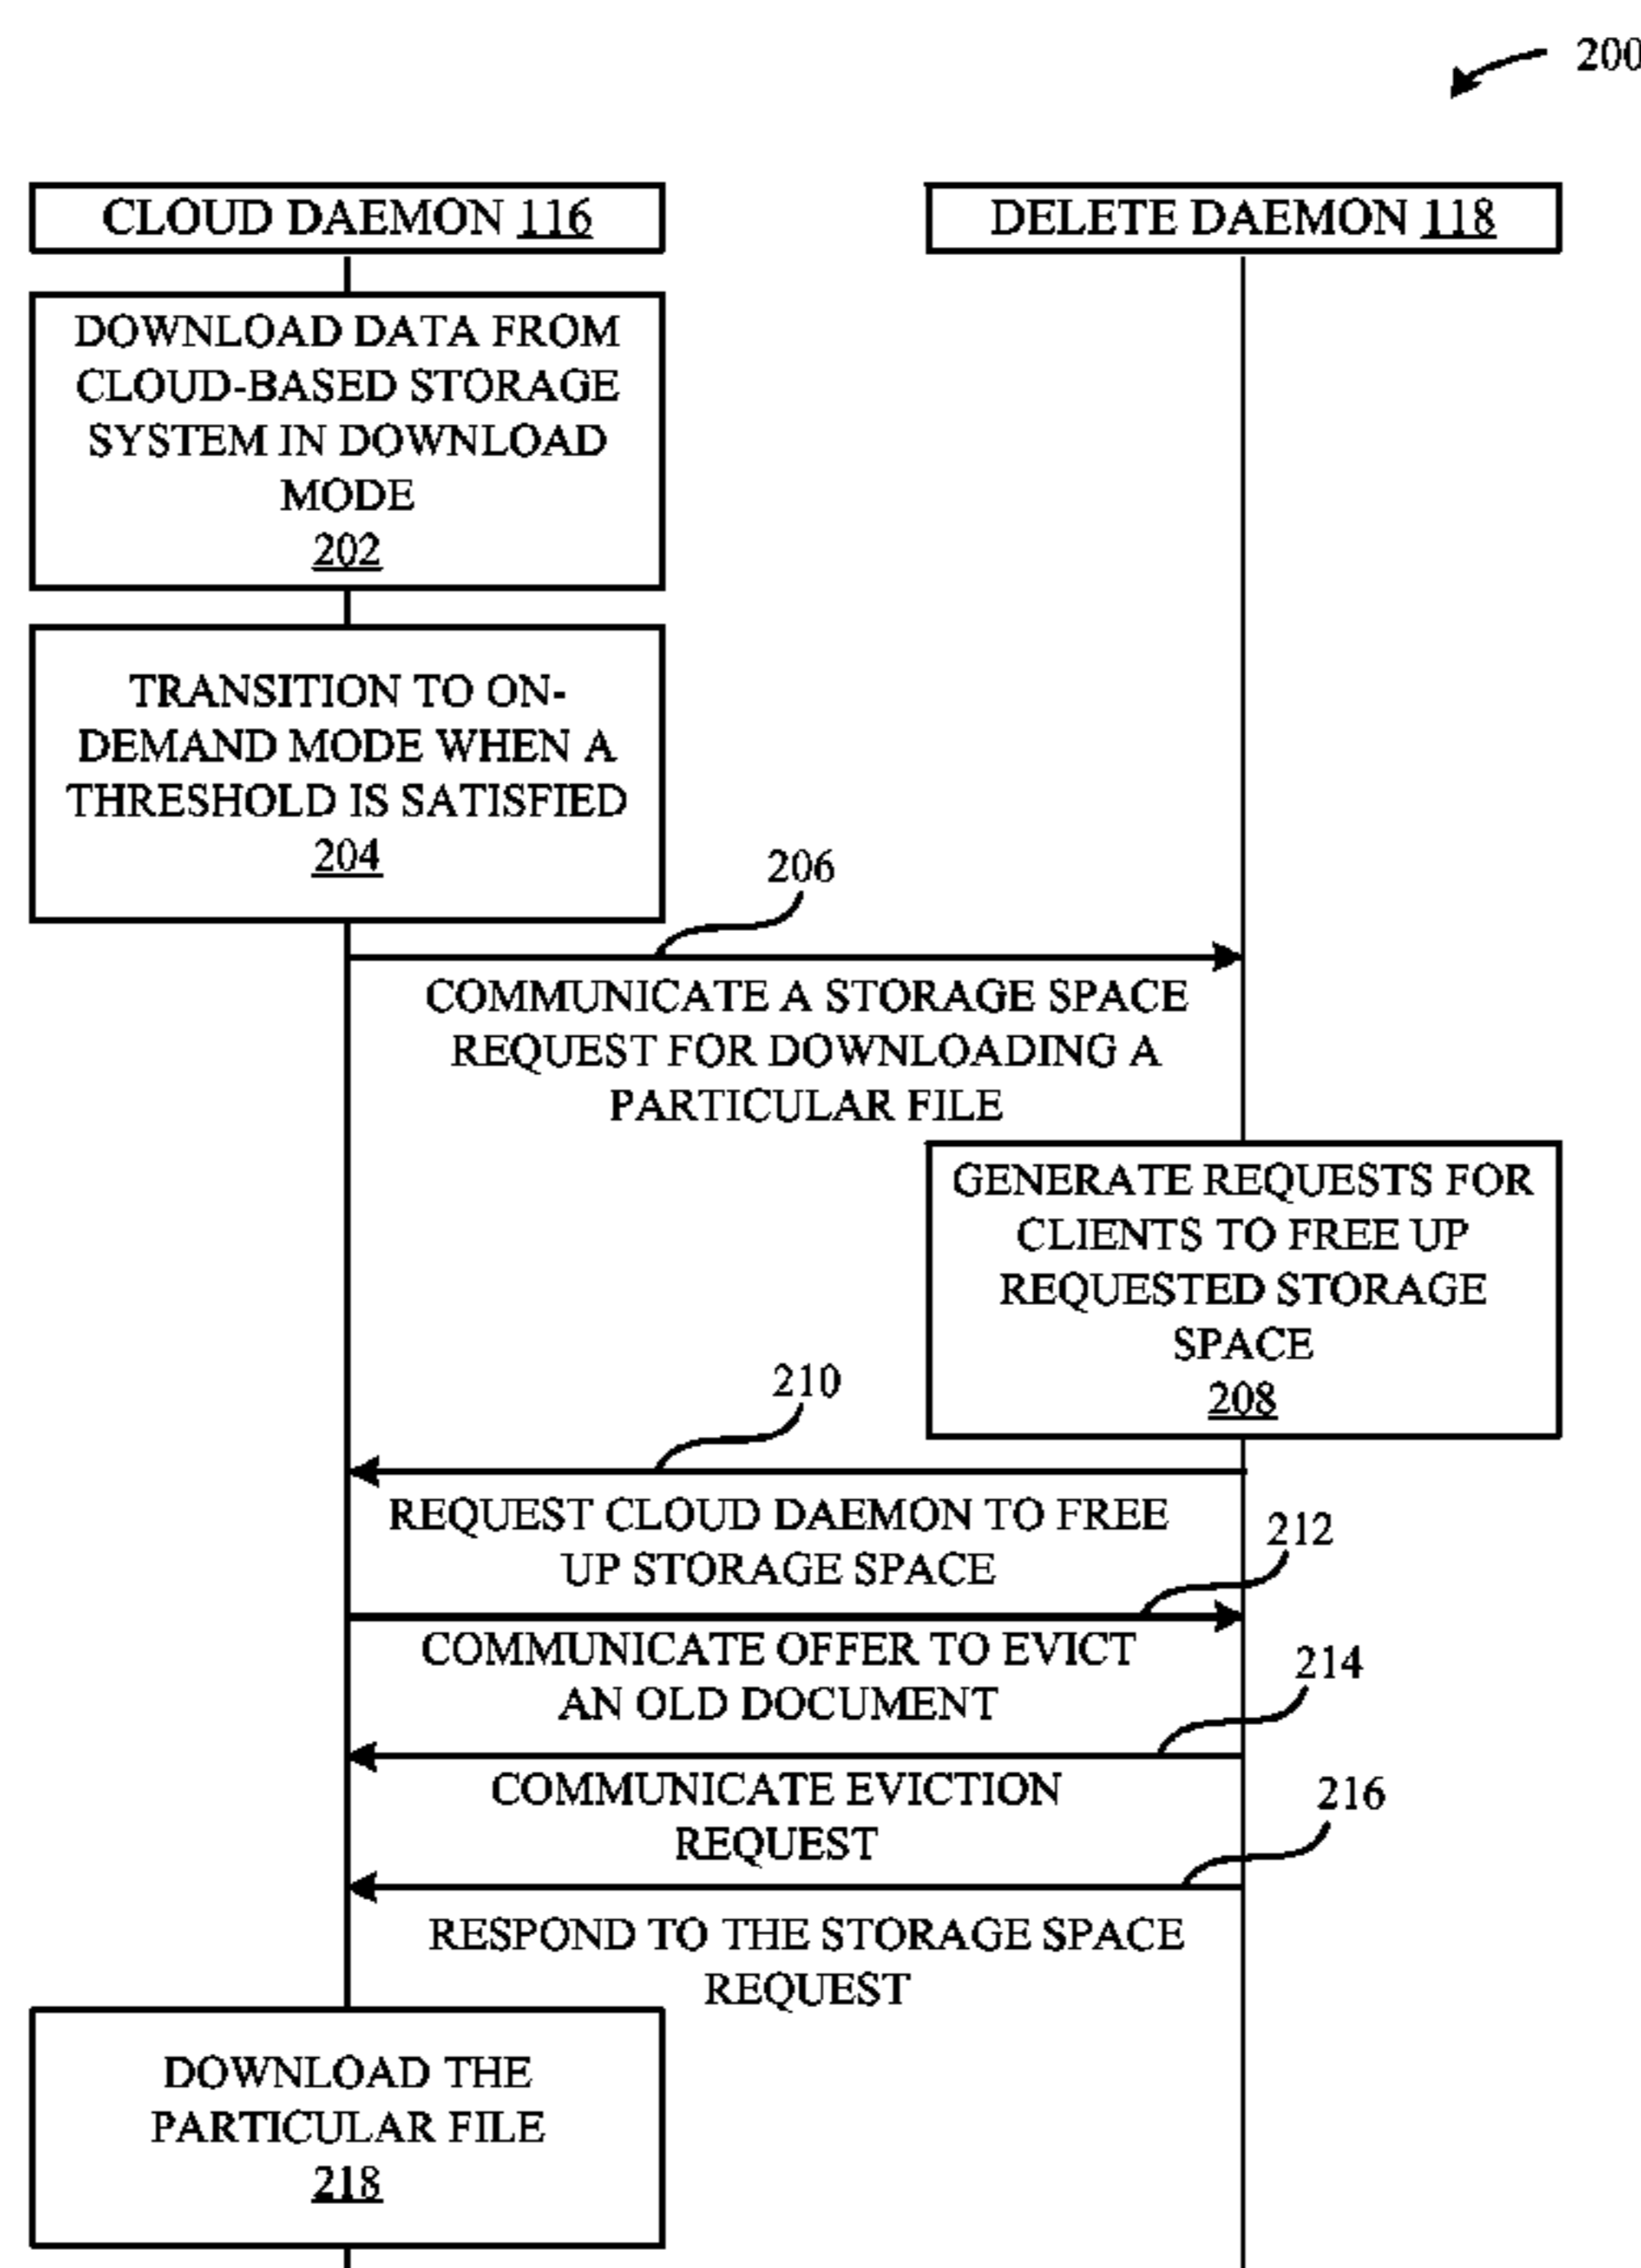 200
CLOUD DAEMON 116
DELETE DAEMON 118
DOWNLOAD DATA FROM
CLOUD-BASED STORAGE
SYSTEM IN DOWNLOAD
MODE
202
TRANSITION TO ON-
DEMAND MODE WHEN A
THRESHOLD IS SATISFIED
204
206
COMMUNICATE A STORAGE SPACE
REQUEST FOR DOWNLOADING A
PARTICULAR FILE
GENERATE REQUESTS FOR
CLIENTS TO FREE UP
REQUESTED STORAGE
SPACE
208
210
REQUEST CLOUD DAEMON TO FREE
UP STORAGE SPACE
212
COMMUNICATE OFFER TO EVICT
AN OLD DOCUMENT
214
COMMUNICATE EVICTION
REQUEST
216
RESPOND TO THE STORAGE SPACE
REQUEST
DOWNLOAD THE
PARTICULAR FILE
218